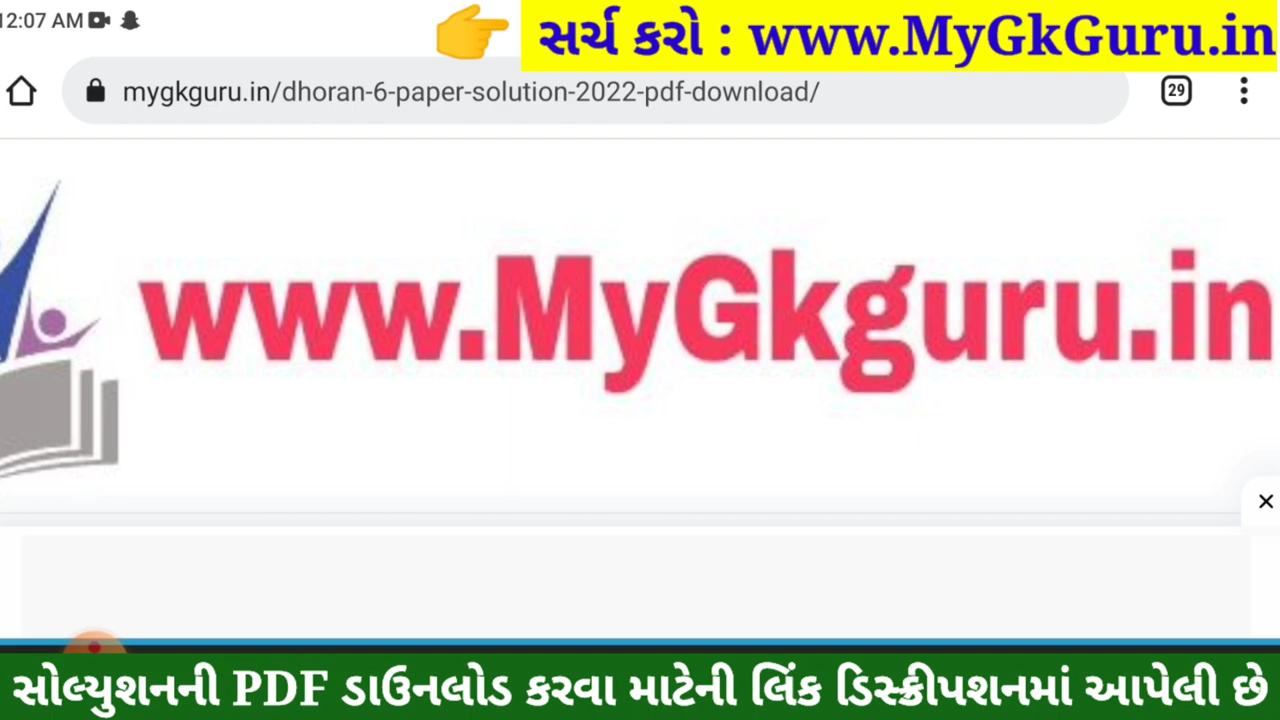 12:07 AM
સર્ચ કરો : www.MyGkGuru.in
mygkguru.in/dhoran-6-paper-solution-2022-pdf-download/
29
www.MyGkguru.in
સોલ્યુશનની PDF ડાઉનલોડ કરવા માટેની લિંક ડિસ્ક્રીપશનમાં આપેલી છે